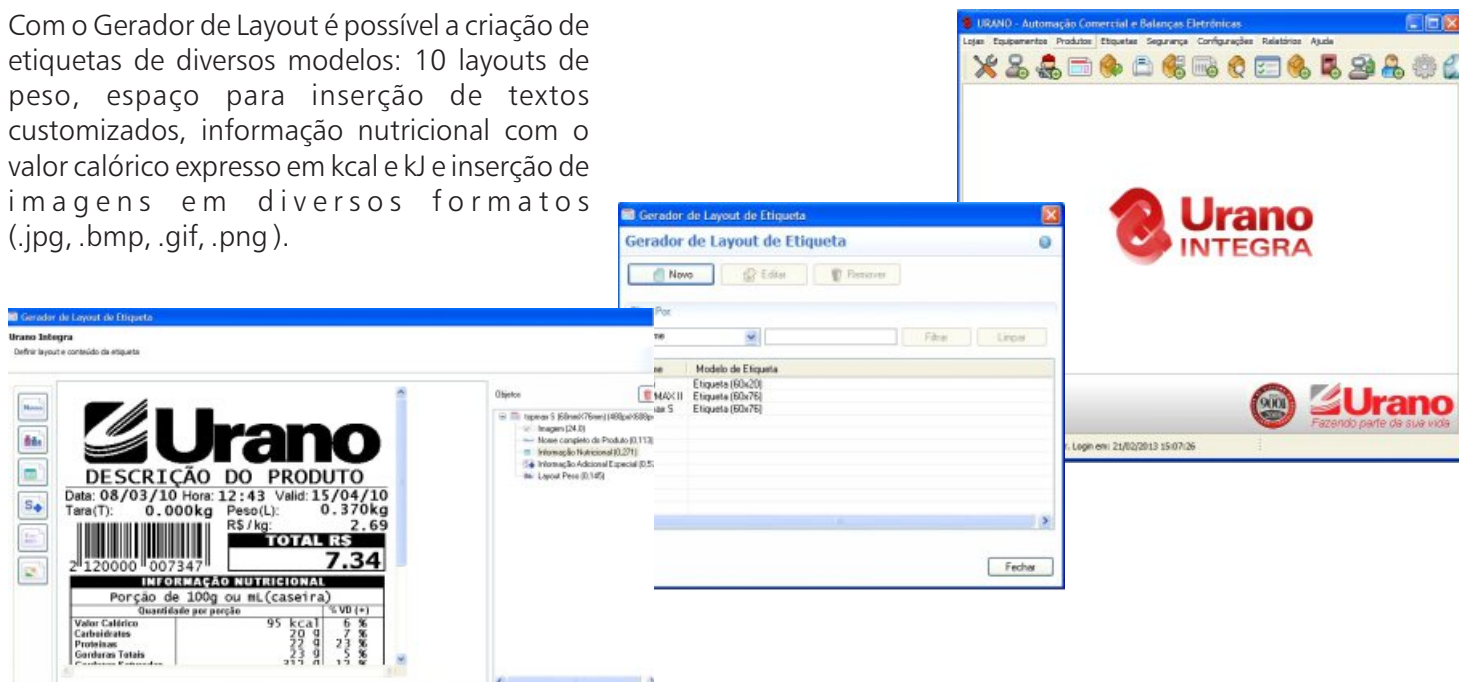 Com o Gerador de Layout é possível a criação de
etiquetas de diversos modelos: 10 layouts de
peso, espaço para inserção de textos
customizados, informação nutricional com o
valor calórico expresso em kcal e kJ e inserção de
imagens em diversos formatos
(.jpg, .bmp, .gif, .png ).
URANO - Automação Comercial e Balanças Eletrônicas
Lojas Equipamentos Produtos Etiquetas Segurança Configurações Relatórios Ajuda
Urano
INTEGRA
9001
Urano
Fazendo parte da sua vida
. Login em: 21/02/2013 15:07:26
Gerador de Layout de Etiqueta
Gerador de Layout de Etiqueta
Novo Editar Remover
Por
me
Filtrar Limpar
me Modelo de Etiqueta
Etiqueta (60x20)
MAX II Etiqueta (60x76)
max S Etiqueta (60x76)
Fechar
Gerador de Layout de Etiqueta
Urano Integra
Definir layout e conteúdo da etiqueta
Objetos
topmax S (60mmX76mm)
Imagem (24,0)
Nome completo do Produto (0,113)
Informação Nutricional (0,271)
Informação Adicional Especial
Layout Peso (0,145)
Urano
DESCRIÇÃO DO PRODUTO
Data: 08/03/10 Hora: 12:43 Valid: 15/04/10
Tara(T): 0.000kg Peso(L): 0.370kg
R$/kg: 2.69
TOTAL R$
7.34
2 120000 007347
INFORMAÇÃO NUTRICIONAL
Porção de 100g ou mL(caseira)
Quantidade por porção % VD (*)
Valor Calórico 95 kcal 6 %
Carboidratos 20 g 7 %
Proteínas 22 g 23 %
Gorduras Totais 23 g 5 %